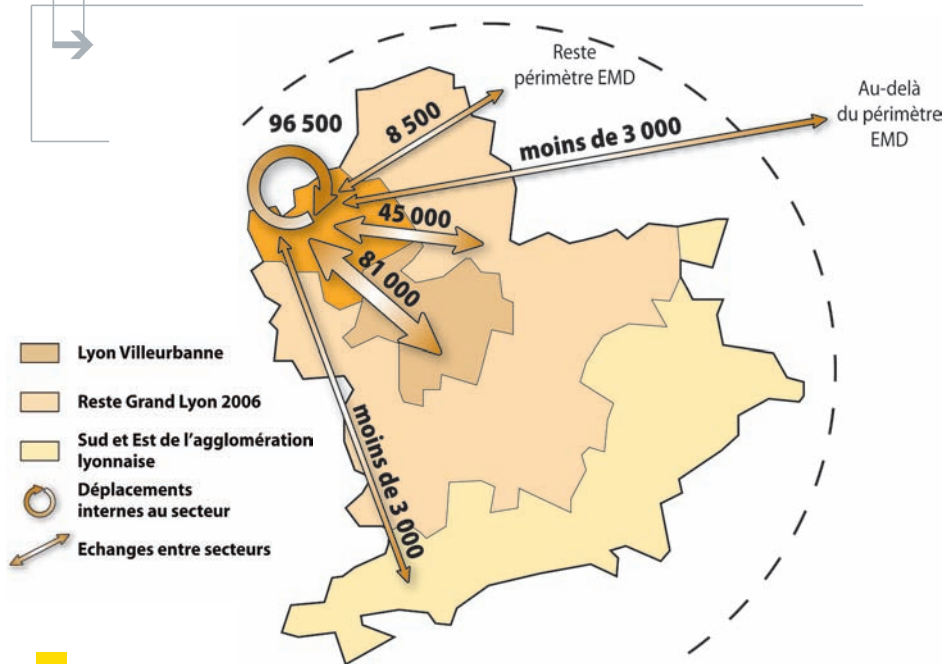 Reste
périmètre EMD
Au-delà
du périmètre
EMD
96 500
8 500
moins de 3 000
45 000
81 000
moins de 3 000
Lyon Villeurbanne
Reste Grand Lyon 2006
Sud et Est de l'agglomération
lyonnaise
Déplacements
internes au secteur
Echanges entre secteurs